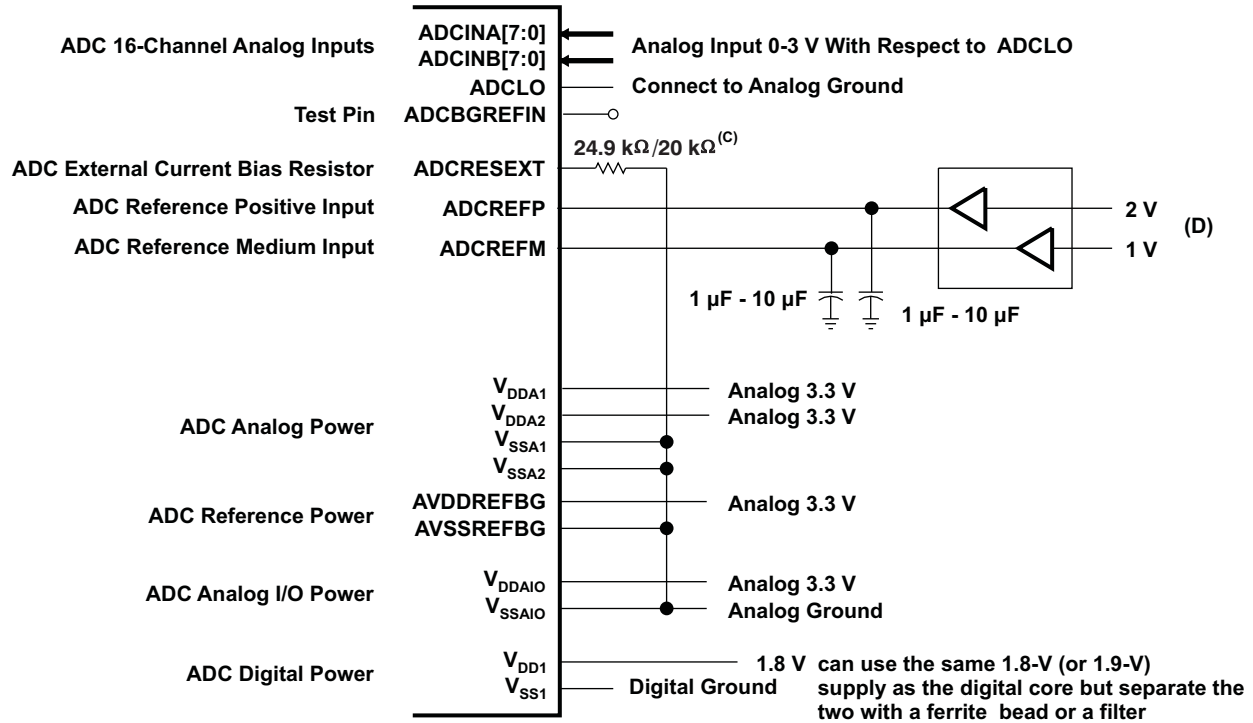 ADC 16-Channel Analog Inputs
ADCINA[7:0]
ADCINB[7:0]
Analog Input 0-3 V With Respect to ADCLO
ADCLO
Connect to Analog Ground
Test Pin
ADCBGREFIN
24.9 kΩ/20 kΩ(C)
ADC External Current Bias Resistor
ADCRESEXT
ADC Reference Positive Input
ADCREFP
2 V
(D)
ADC Reference Medium Input
ADCREFM
1 V
1 µF - 10 µF
1 µF - 10 µF
ADC Analog Power
VDDA1
Analog 3.3 V
VDDA2
Analog 3.3 V
VSSA1
VSSA2
ADC Reference Power
AVDDREFBG
Analog 3.3 V
AVSSREFBG
ADC Analog I/O Power
VDDAIO
Analog 3.3 V
VSSAIO
Analog Ground
ADC Digital Power
VDD1
1.8 V can use the same 1.8-V (or 1.9-V)
supply as the digital core but separate the
two with a ferrite bead or a filter
VSS1
Digital Ground